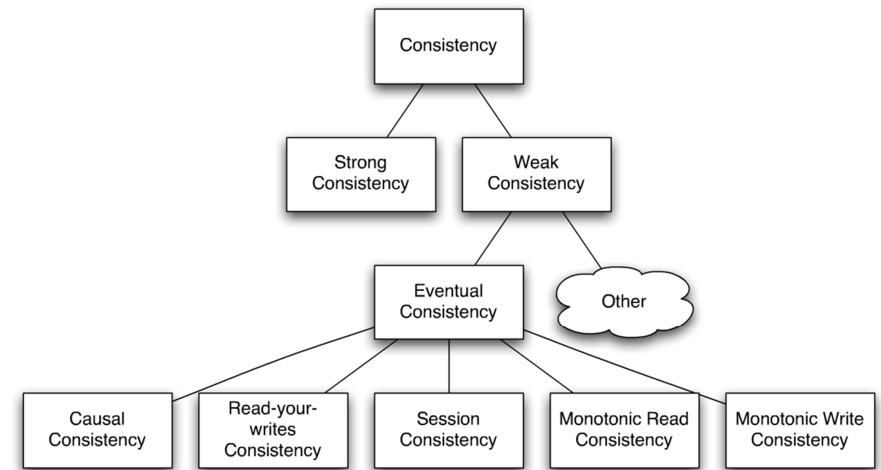 Consistency
Strong
Consistency
Weak
Consistency
Eventual
Consistency
Other
Causal
Consistency
Read-your-
writes
Consistency
Session
Consistency
Monotonic Read
Consistency
Monotonic Write
Consistency